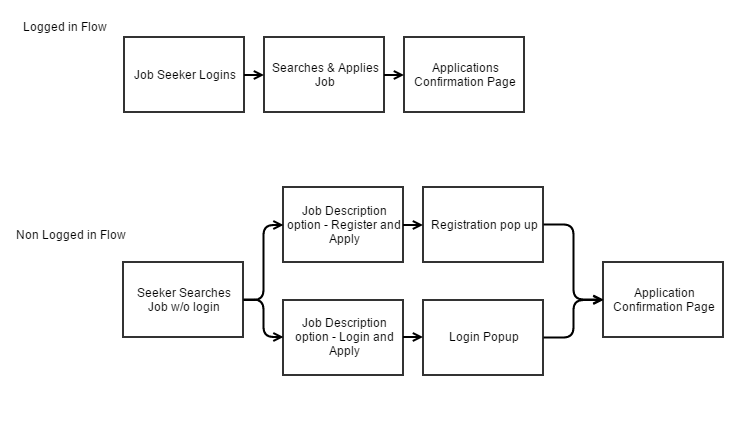 Logged in Flow
Job Seeker Logins
Searches & Applies
Job
Applications
Confirmation Page
Non Logged in Flow
Seeker Searches
Job w/o login
Job Description
option - Register and
Apply
Registration pop up
Job Description
option - Login and
Apply
Login Popup
Application
Confirmation Page